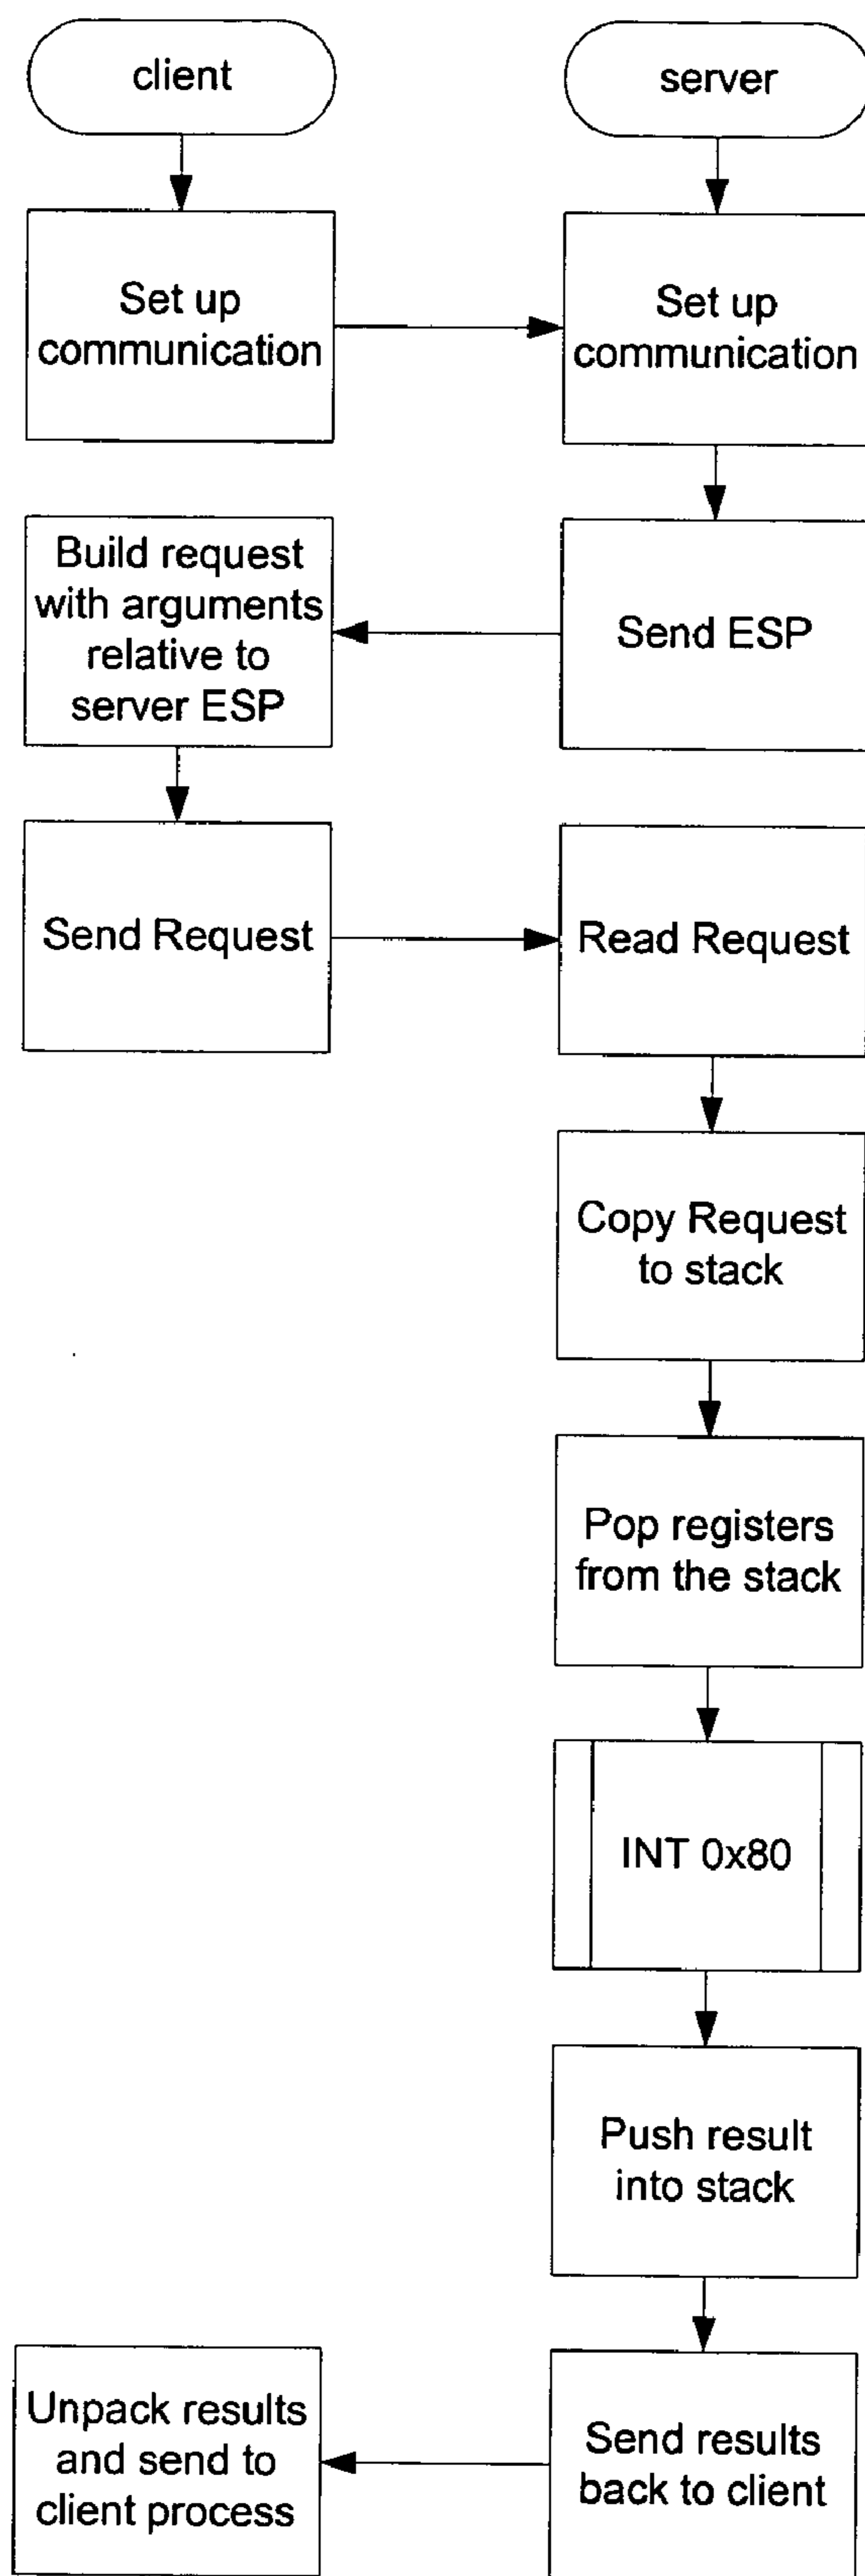 client
server
Set up
communication
Set up
communication
Build request
with arguments
relative to
server ESP
Send ESP
Send Request
Read Request
Copy Request
to stack
Pop registers
from the stack
INT 0x80
Push result
into stack
Unpack results
and send to
client process
Send results
back to client